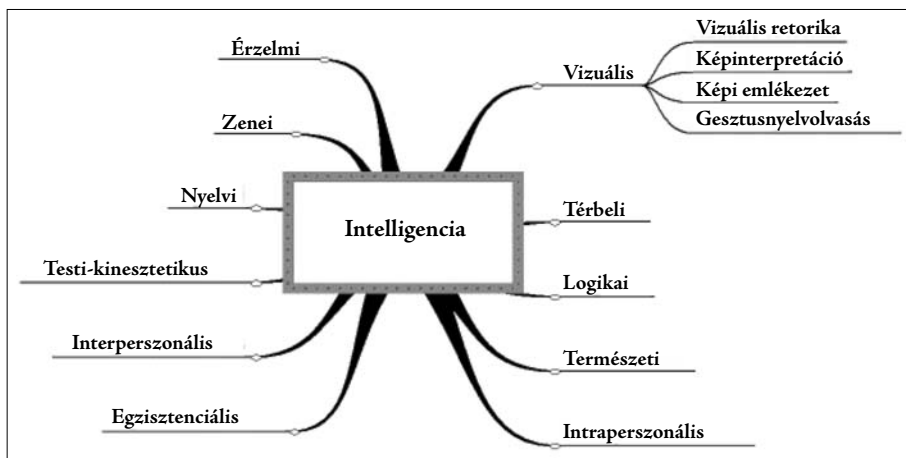 Érzelmi
Zenei
Nyelvi
Testi-kinesztetikus
Interperszonális
Egzisztenciális
Intelligencia
Vizuális
Vizuális retorika
Képinterpretáció
Képi emlékezet
Gesztusnyelvolvasás
Térbeli
Logikai
Természeti
Intraperszonális